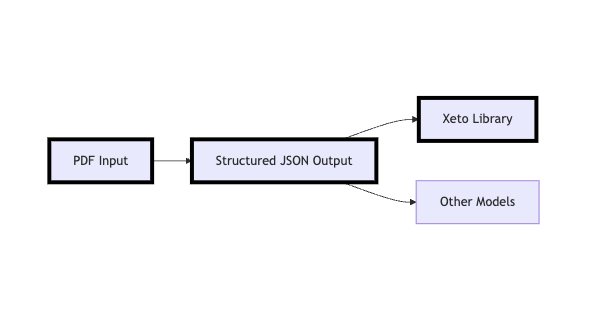 PDF Input
Structured JSON Output
Xeto Library
Other Models